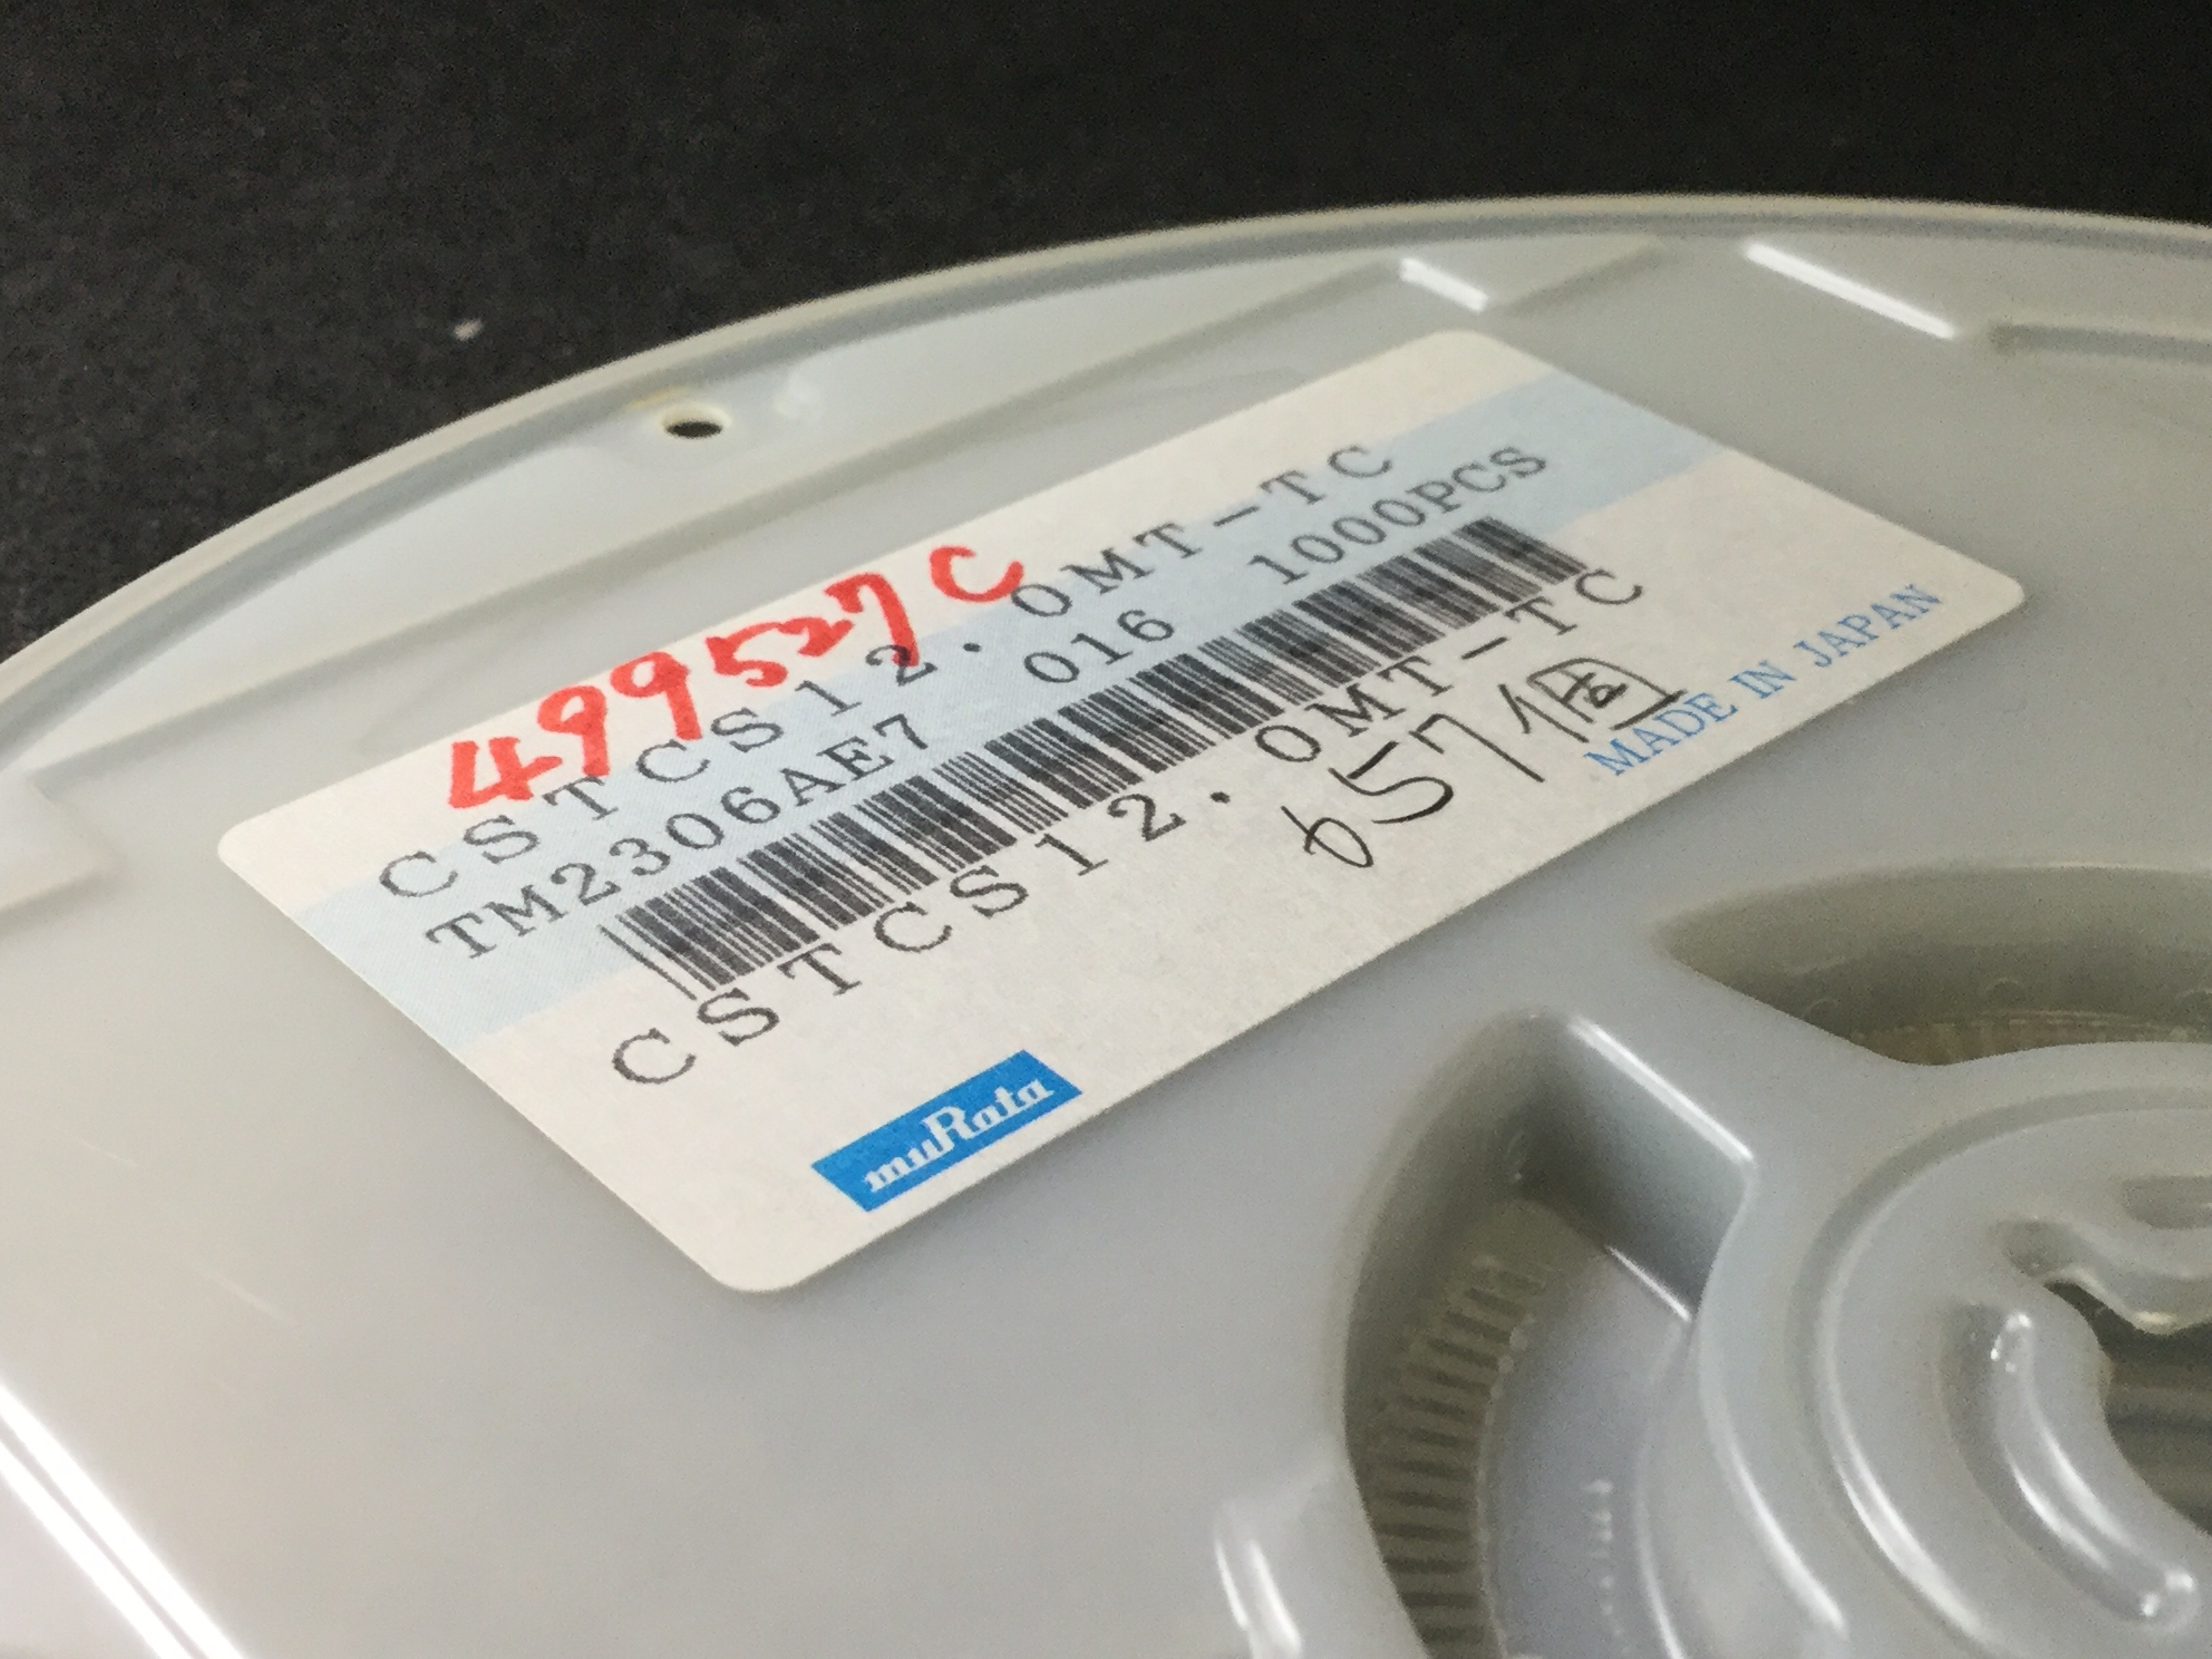 499527C
CSTCS12.0MT-TC
TM2306AE7 016 1000PCS
CSTCS12.0MT-TC
657個
MADE IN JAPAN
muRata